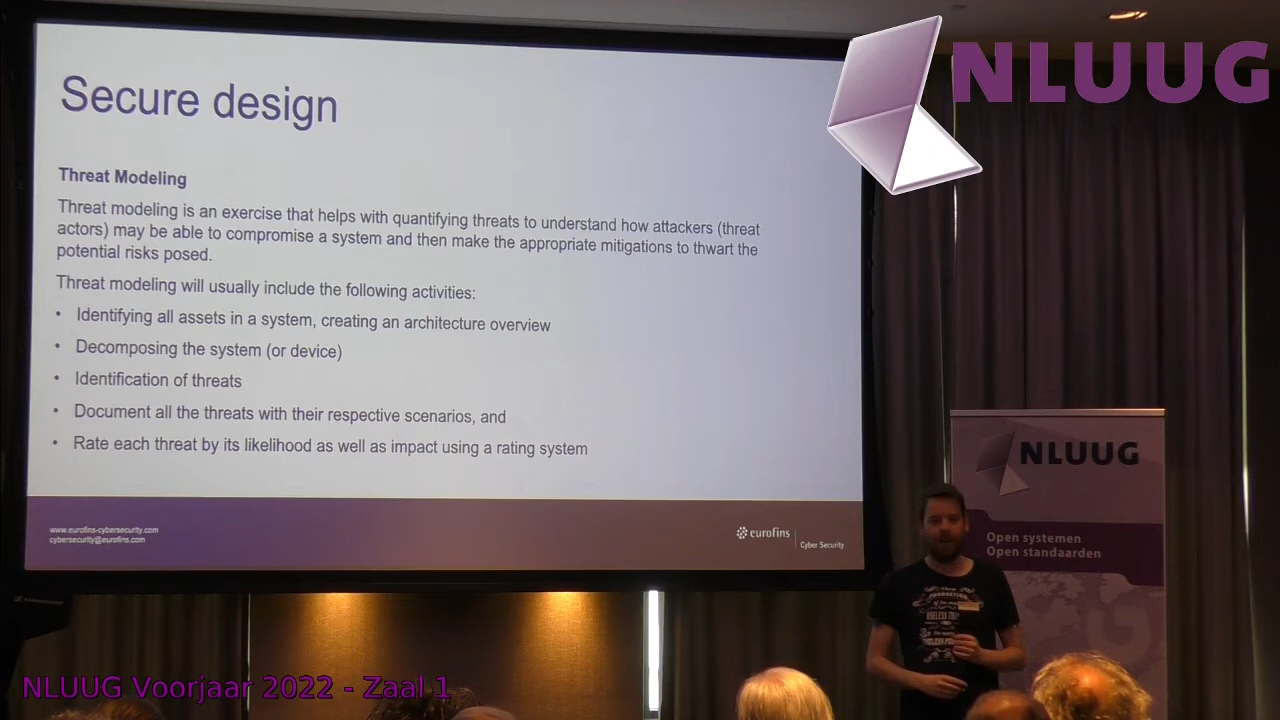 NLUUG
Secure design
Threat Modeling
Threat modeling is an exercise that helps with quantifying threats to understand how attackers (threat
actors) may be able to compromise a system and then make the appropriate mitigations to thwart the
potential risks posed.
Threat modeling will usually include the following activities:
• Identifying all assets in a system, creating an architecture overview
• Decomposing the system (or device)
• Identification of threats
• Document all the threats with their respective scenarios, and
• Rate each threat by its likelihood as well as impact using a rating system
www.eurofins-cybersecurity.com
cybersecurity@eurofins.com
eurofins
Cyber Security
NLUUG
Open systemen
Open standaarden
NLUUG Voorjaar 2022 - Zaal 1